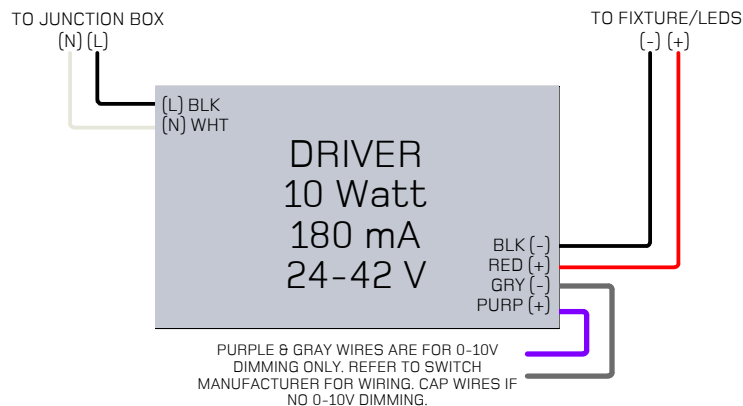 TO JUNCTION BOX
(N) (L)
TO FIXTURE/LEDS
(-) (+)
(L) BLK
(N) WHT
DRIVER
10 Watt
180 mA
24-42 V
BLK (-)
RED (+)
GRY (-)
PURP (+)
PURPLE & GRAY WIRES ARE FOR 0-10V
DIMMING ONLY. REFER TO SWITCH
MANUFACTURER FOR WIRING. CAP WIRES IF
NO 0-10V DIMMING.